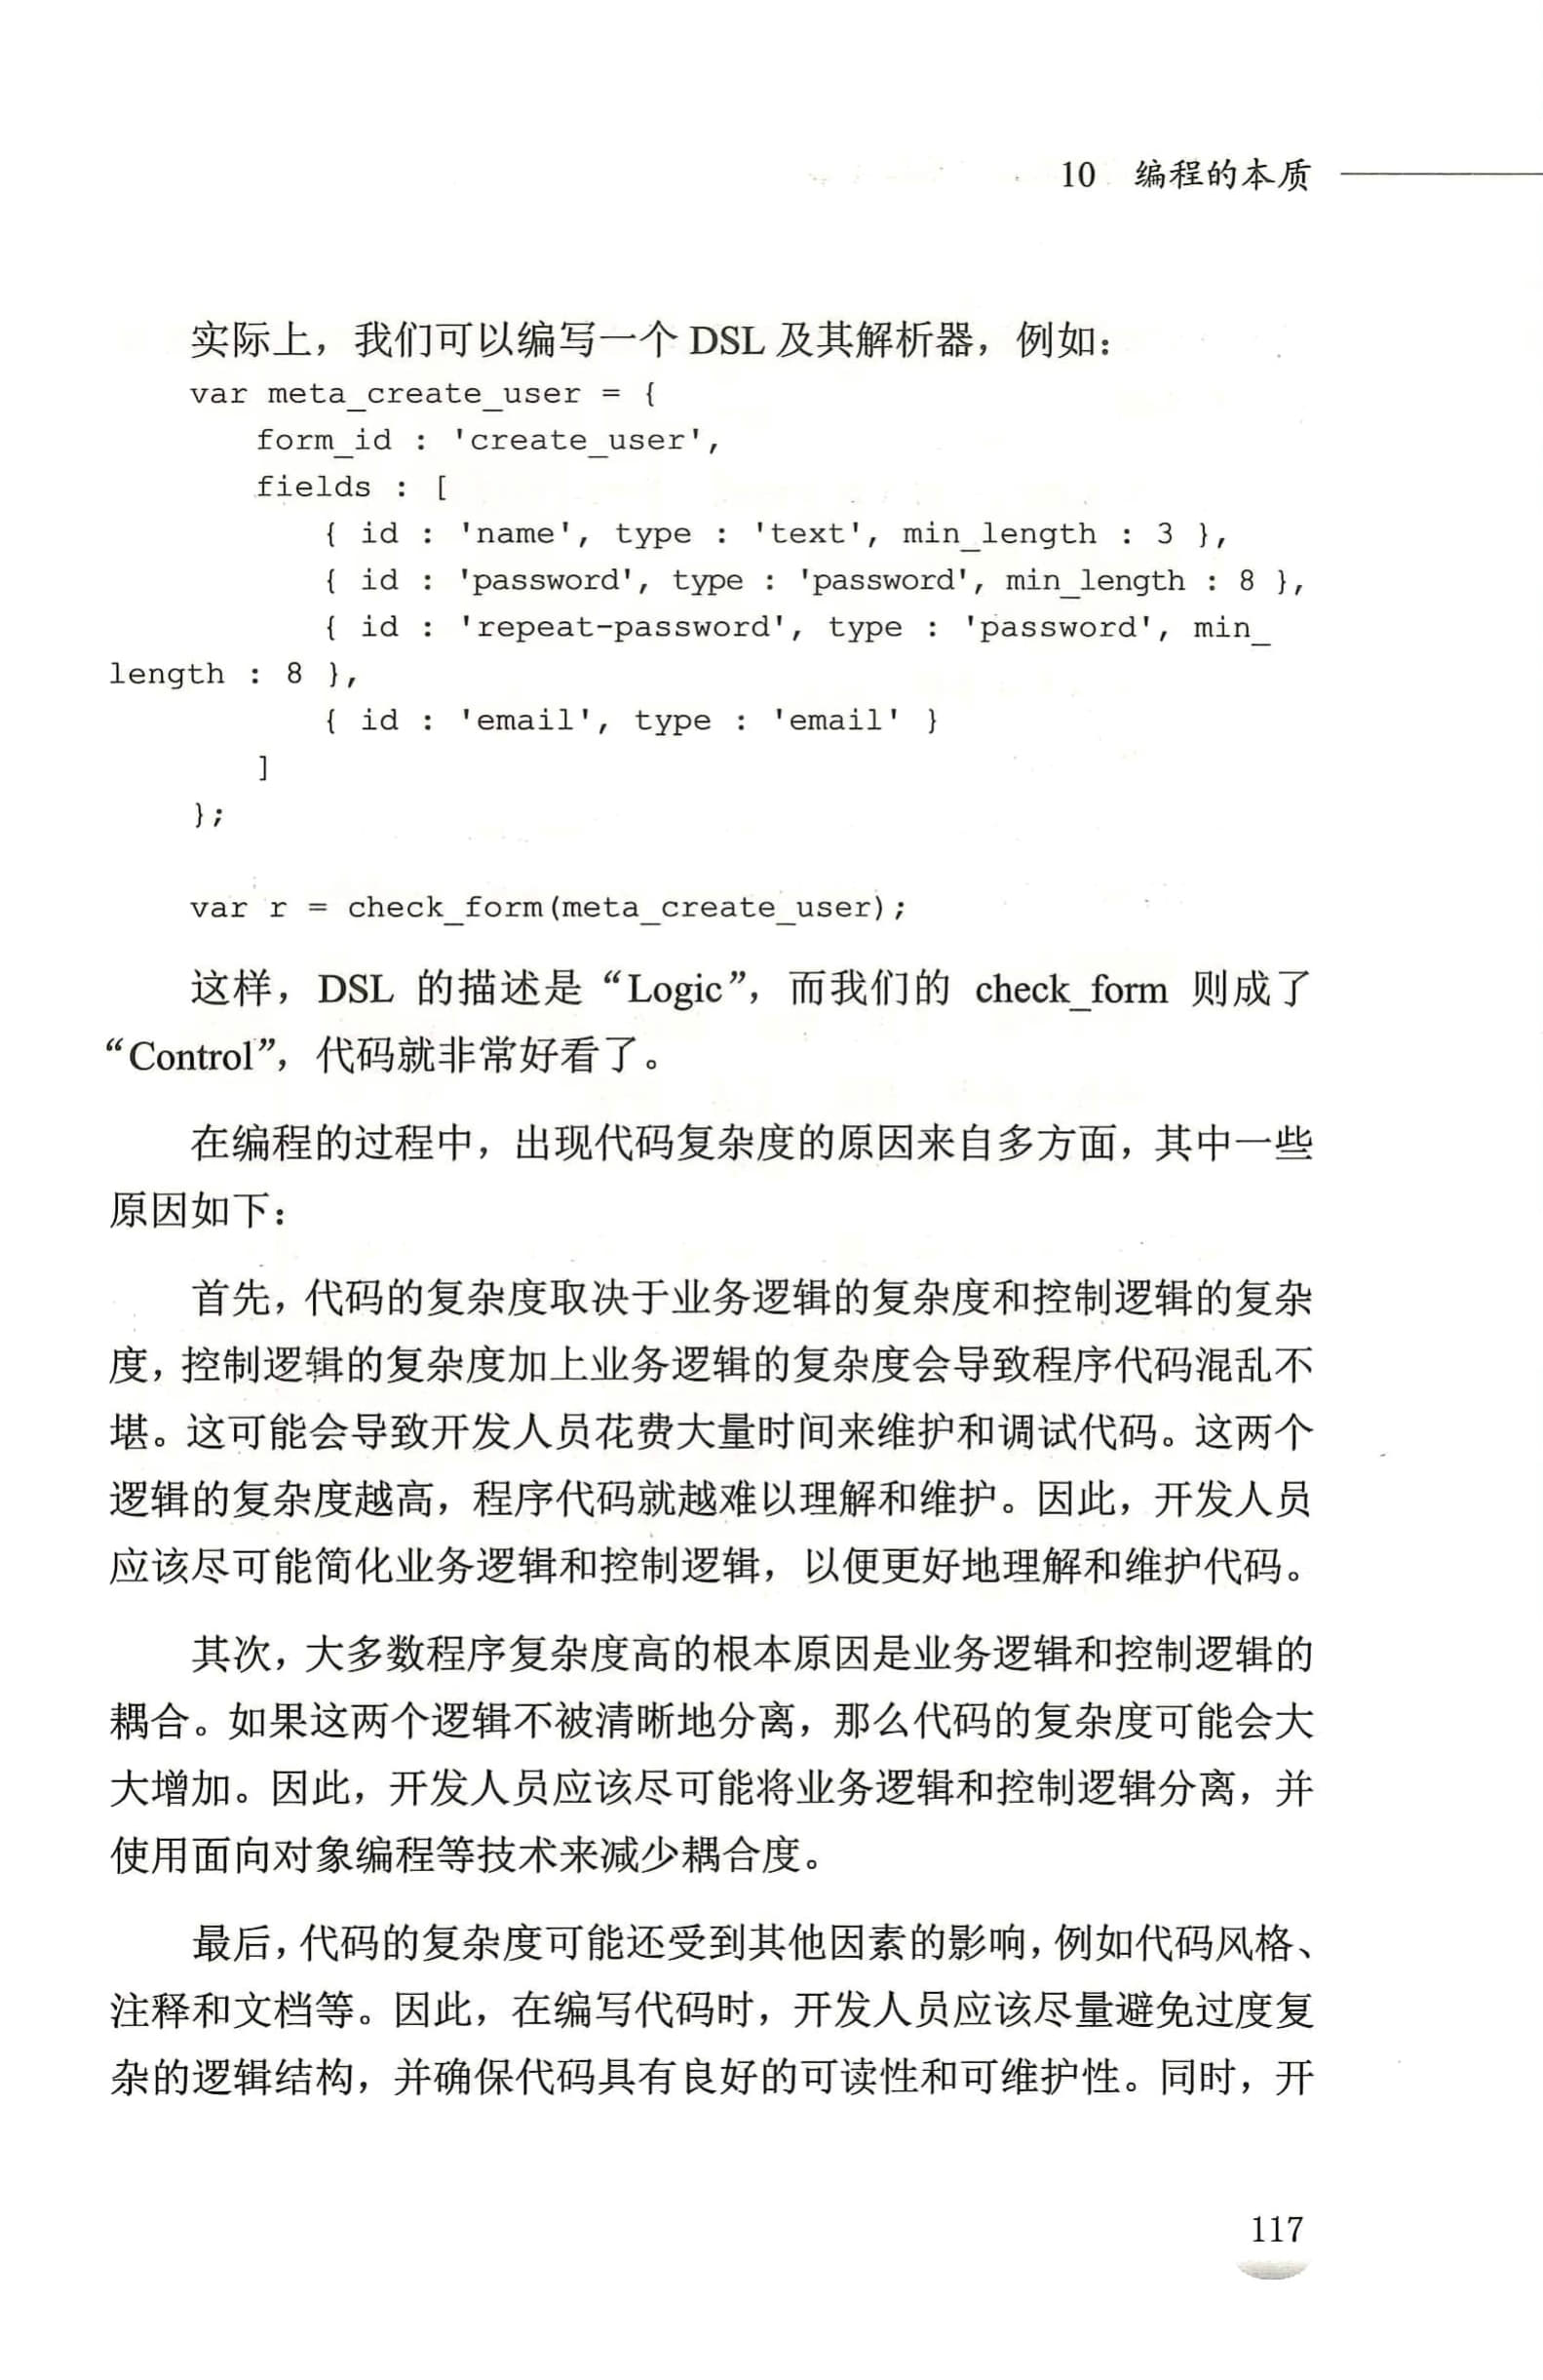 10 编程的本质
实际上，我们可以编写一个 DSL 及其解析器，例如：
var meta_create_user = {
form_id : 'create_user',
fields : [
{ id : 'name', type : 'text', min_length : 3 },
{ id : 'password', type : 'password', min_length : 8 },
{ id : 'repeat-password', type : 'password', min_
length : 8 },
{ id : 'email', type : 'email' }
]
};
var r = check_form(meta_create_user);
这样，DSL 的描述是“Logic”，而我们的 check_form 则成了
“Control”，代码就非常好看了。
在编程的过程中，出现代码复杂度的原因来自多方面，其中一些
原因如下：
首先，代码的复杂度取决于业务逻辑的复杂度和控制逻辑的复杂
度，控制逻辑的复杂度加上业务逻辑的复杂度会导致程序代码混乱不
堪。这可能会导致开发人员花费大量时间来维护和调试代码。这两个
逻辑的复杂度越高，程序代码就越难以理解和维护。因此，开发人员
应该尽可能简化业务逻辑和控制逻辑，以便更好地理解和维护代码。
其次，大多数程序复杂度高的根本原因是业务逻辑和控制逻辑的
耦合。如果这两个逻辑不被清晰地分离，那么代码的复杂度可能会大
大增加。因此，开发人员应该尽可能将业务逻辑和控制逻辑分离，并
使用面向对象编程等技术来减少耦合度。
最后，代码的复杂度可能还受到其他因素的影响，例如代码风格、
注释和文档等。因此，在编写代码时，开发人员应该尽量避免过度复
杂的逻辑结构，并确保代码具有良好的可读性和可维护性。同时，开
117